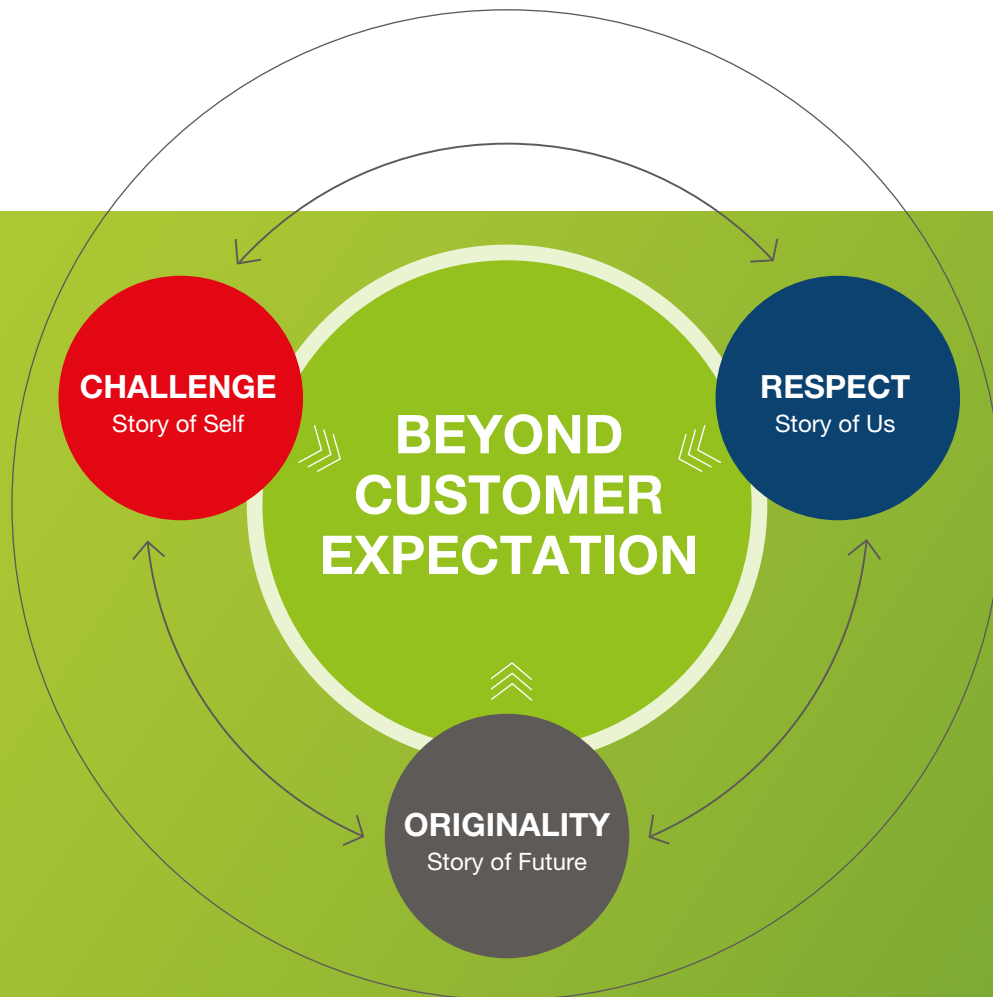 CHALLENGE
Story of Self
RESPECT
Story of Us
BEYOND
CUSTOMER
EXPECTATION
ORIGINALITY
Story of Future